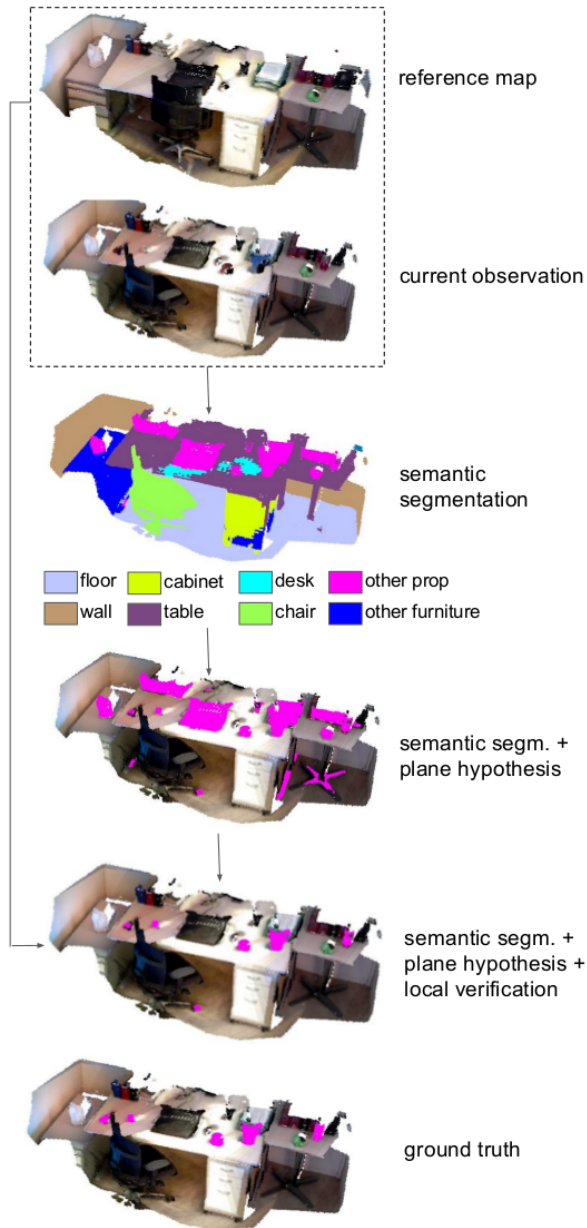 reference map
current observation
semantic
segmentation
floor
cabinet
desk
other prop
wall
table
chair
other furniture
semantic segm. +
plane hypothesis
semantic segm. +
plane hypothesis +
local verification
ground truth